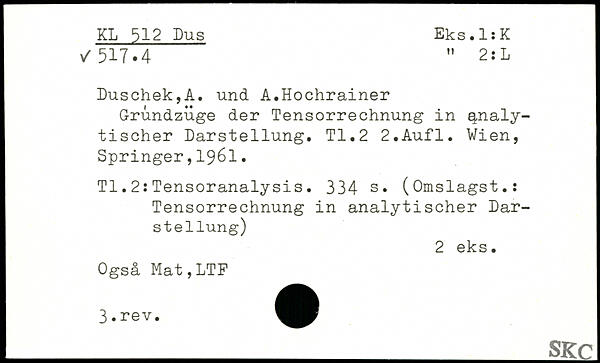 KL 512 Dus Eks.1:K
✓ 517.4 " 2:L
Duschek,A. und A.Hochrainer
Grundzüge der Tensorrechnung in analy-
tischer Darstellung. Tl.2 2.Aufl. Wien,
Springer,1961.
Tl.2:Tensoranalysis. 334 s. (Omslagst.:
Tensorrechnung in analytischer Dar-
stellung)
2 eks.
Også Mat,LTF
3.rev.
SKC